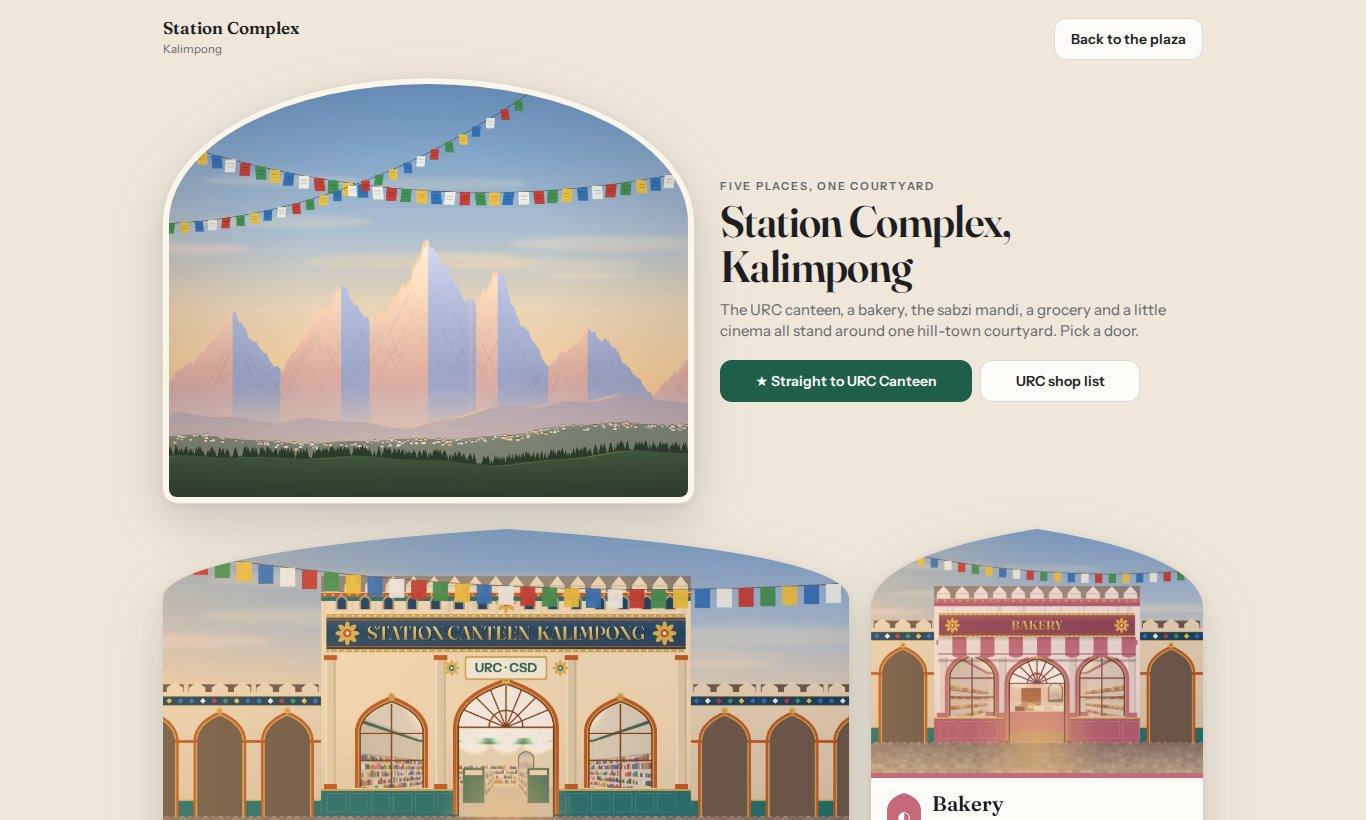 Station Complex
Kalimpong
Back to the plaza
FIVE PLACES, ONE COURTYARD
Station Complex,
Kalimpong
The URC canteen, a bakery, the sabzi mandi, a grocery and a little
cinema all stand around one hill-town courtyard. Pick a door.
★ Straight to URC Canteen
URC shop list
STATION CANTEEN KALIMPONG
URC·CSD
BAKERY
Bakery